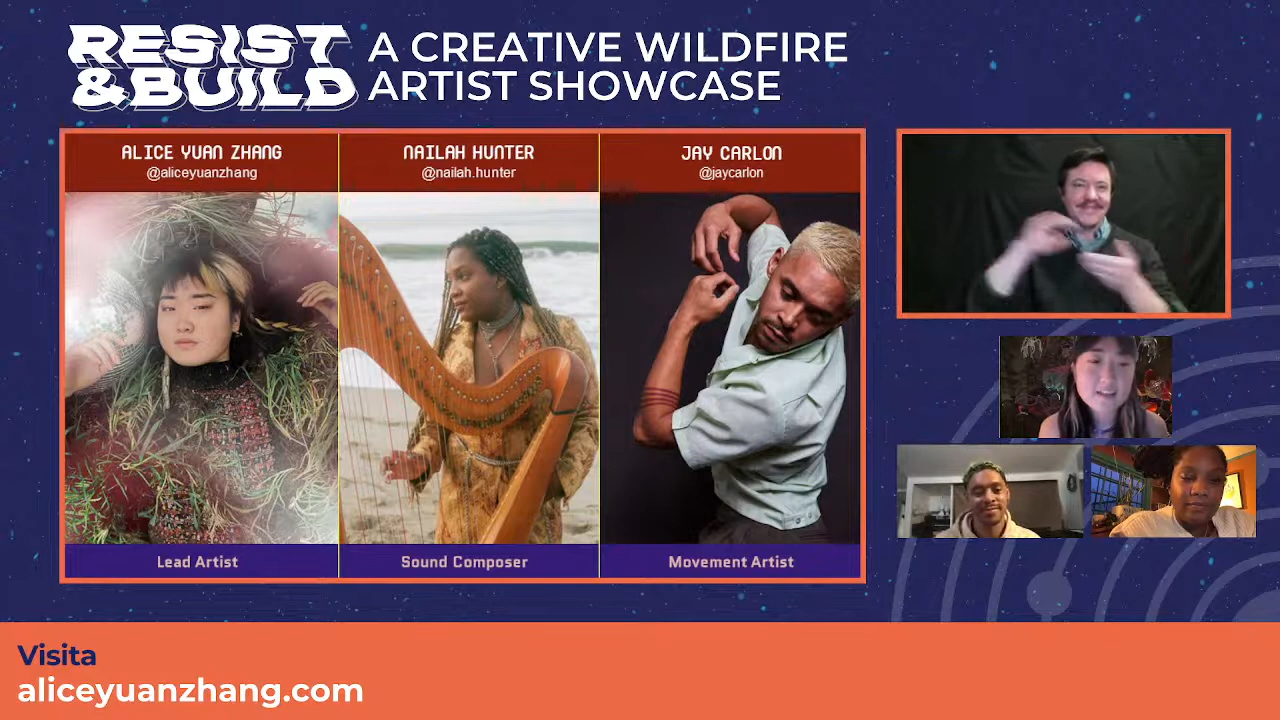 RESIST
&BUILD
A CREATIVE WILDFIRE
ARTIST SHOWCASE
ALICE YUAN ZHANG
@aliceyuanzhang
NAILAH HUNTER
@nailah.hunter
JAY CARLON
@jaycarlon
Lead Artist
Sound Composer
Movement Artist
Visita
aliceyuanzhang.com